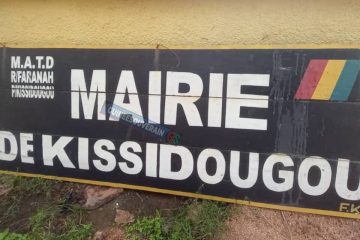 M.A.T.D
R/FARANAH
P/KISSIDOUGOU
MAIRIE
DE KISSIDOUGOU
F.K